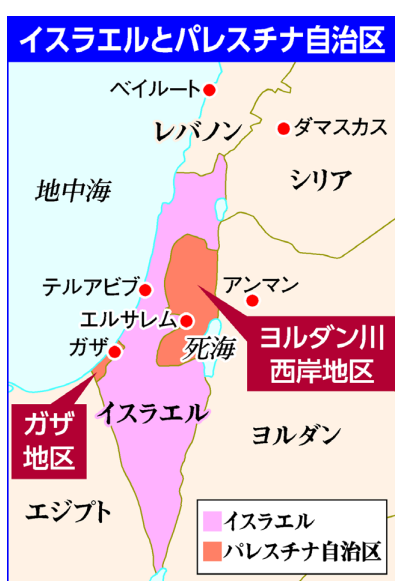 イスラエルとパレスチナ自治区
ベイルート
レバノン
ダマスカス
シリア
地中海
テルアビブ
アンマン
エルサレム
ガザ
死海
ヨルダン川
西岸地区
イスラエル
ガザ
地区
ヨルダン
エジプト
イスラエル
パレスチナ自治区